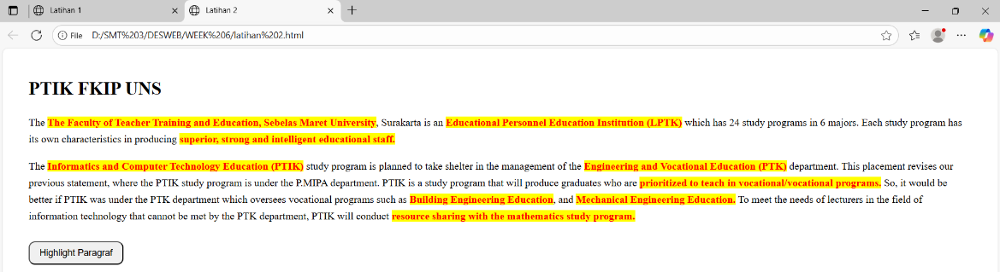 Latihan 1
Latihan 2
File D:/SMT%203/DESWEB/WEEK%206/latihan%202.html
PTIK FKIP UNS
The The Faculty of Teacher Training and Education, Sebelas Maret University, Surakarta is an Educational Personnel Education Institution (LPTK) which has 24 study programs in 6 majors. Each study program has
its own characteristics in producing superior, strong and intelligent educational staff.
The Informatics and Computer Technology Education (PTIK) study program is planned to take shelter in the management of the Engineering and Vocational Education (PTK) department. This placement revises our
previous statement, where the PTIK study program is under the P.MIPA department. PTIK is a study program that will produce graduates who are prioritized to teach in vocational/vocational programs. So, it would be
better if PTIK was under the PTK department which oversees vocational programs such as Building Engineering Education, and Mechanical Engineering Education. To meet the needs of lecturers in the field of
information technology that cannot be met by the PTK department, PTIK will conduct resource sharing with the mathematics study program.
Highlight Paragraf